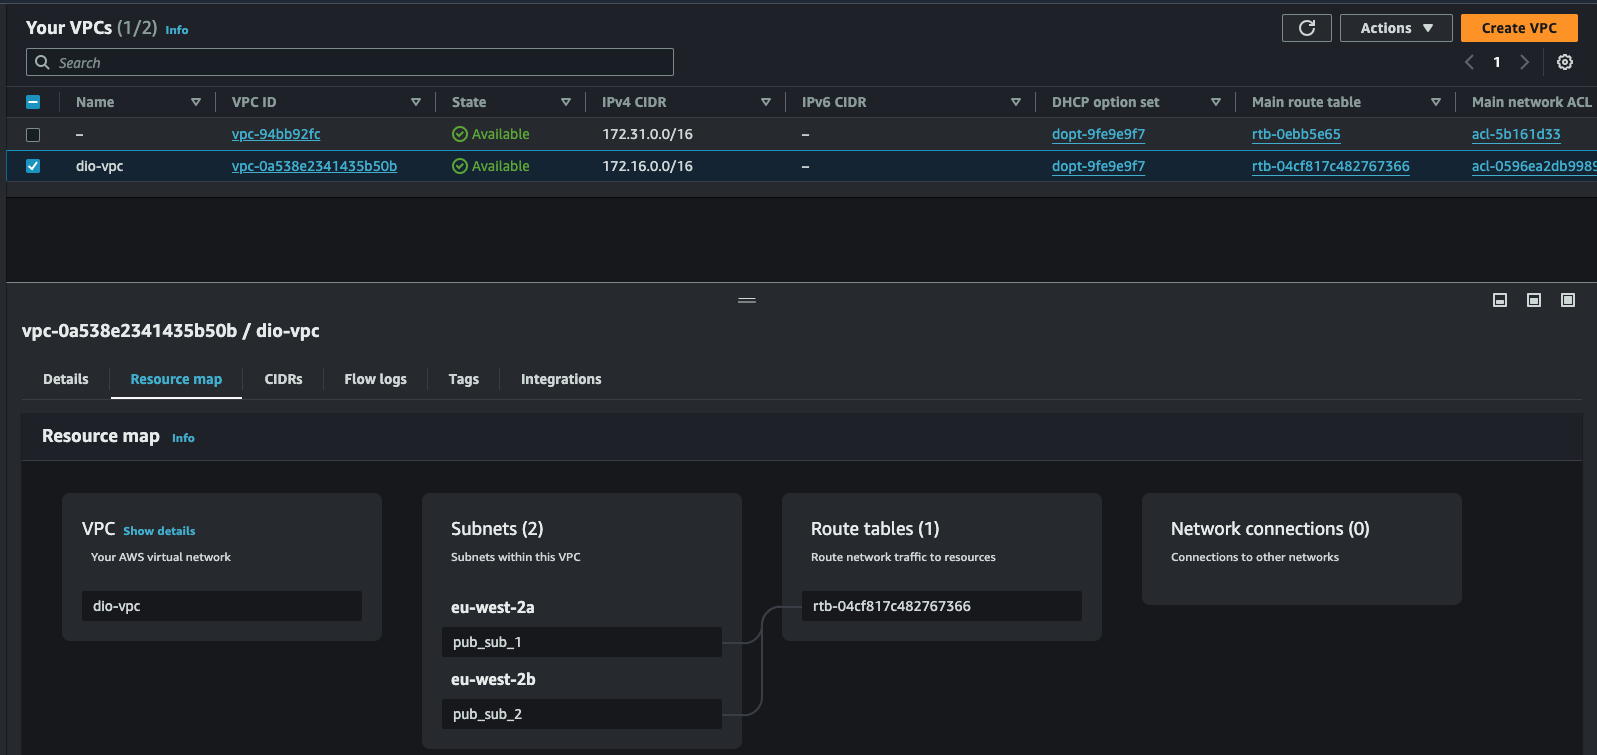 Your VPCs (1/2) Info
Actions ▼ Create VPC
Search
1
Name VPC ID State IPv4 CIDR IPv6 CIDR DHCP option set Main route table Main network ACL
– vpc-94bb92fc Available 172.31.0.0/16 – dopt-9fe9e9f7 rtb-0ebb5e65 acl-5b161d33
dio-vpc vpc-0a538e2341435b50b Available 172.16.0.0/16 – dopt-9fe9e9f7 rtb-04cf817c482767366 acl-0596ea2db9989
vpc-0a538e2341435b50b / dio-vpc
Details Resource map CIDRs Flow logs Tags Integrations
Resource map Info
VPC Show details
Your AWS virtual network
dio-vpc
Subnets (2)
Subnets within this VPC
eu-west-2a
pub_sub_1
eu-west-2b
pub_sub_2
Route tables (1)
Route network traffic to resources
rtb-04cf817c482767366
Network connections (0)
Connections to other networks